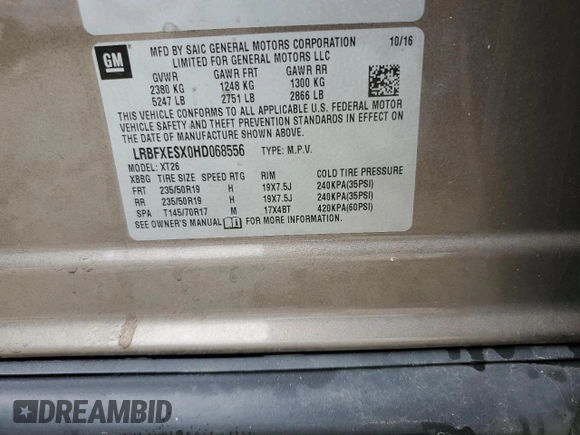 GM
MFD BY SAIC GENERAL MOTORS CORPORATION 10/16
LIMITED FOR GENERAL MOTORS LLC
GVWR GAWR FRT GAWR RR
2380 KG 1248 KG 1300 KG
5247 LB 2751 LB 2866 LB
THIS VEHICLE CONFORMS TO ALL APPLICABLE U.S. FEDERAL MOTOR
VEHICLE SAFETY AND THEFT PREVENTION STANDARDS IN EFFECT
ON THE DATE OF MANUFACTURE SHOWN ABOVE.
LRBFXESX0HD068556 TYPE: M.P.V.
MODEL: XT26
XBBG TIRE SIZE SPEED RTG RIM COLD TIRE PRESSURE
FRT 235/50R19 H 19X7.5J 240KPA(35PSI)
RR 235/50R19 H 19X7.5J 240KPA(35PSI)
SPA T145/70R17 M 17X4BT 420KPA(60PSI)
SEE OWNER'S MANUAL FOR MORE INFORMATION.
DREAMBID